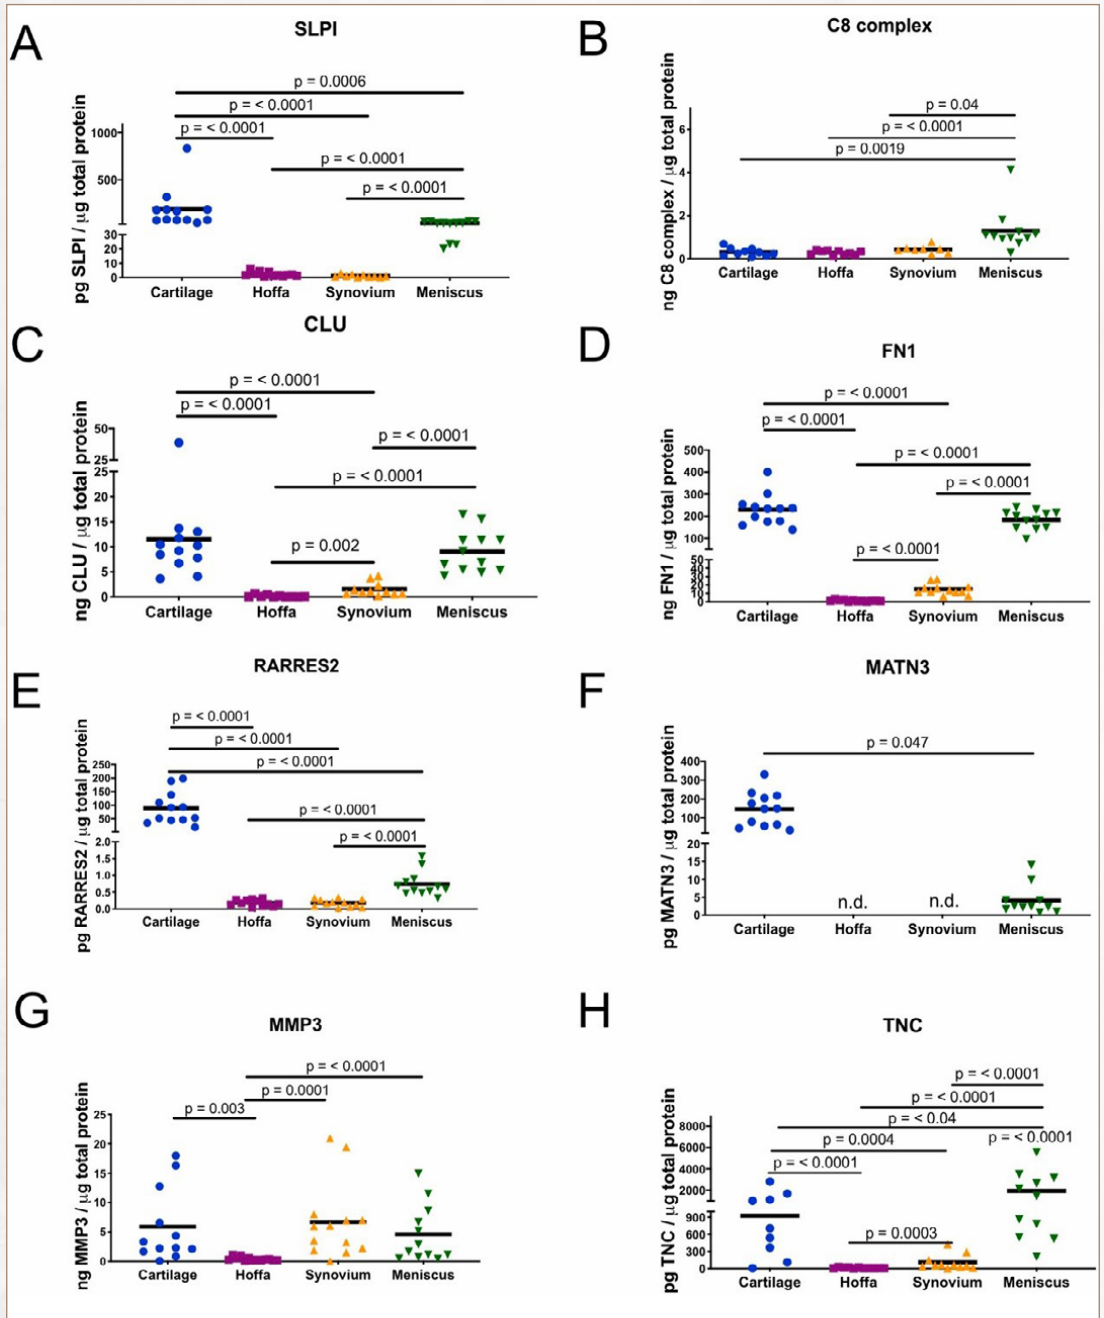 A
SLPI
pg SLPI / µg total protein
p = 0.0006
p = < 0.0001
p = < 0.0001
p = < 0.0001
p = < 0.0001
1000
500
30
20
10
0
Cartilage Hoffa Synovium Meniscus
B
C8 complex
ng C8 complex / µg total protein
p = 0.04
p = < 0.0001
p = 0.0019
6
4
2
0
Cartilage Hoffa Synovium Meniscus
C
CLU
ng CLU / µg total protein
p = < 0.0001
p = < 0.0001
p = < 0.0001
p = < 0.0001
p = 0.002
50
25
25
20
15
10
5
0
Cartilage Hoffa Synovium Meniscus
D
FN1
ng FN1 / µg total protein
p = < 0.0001
p = < 0.0001
p = < 0.0001
p = < 0.0001
p = < 0.0001
500
400
300
200
100
50
40
30
20
10
0
Cartilage Hoffa Synovium Meniscus
E
RARRES2
pg RARRES2 / µg total protein
p = < 0.0001
p = < 0.0001
p = < 0.0001
p = < 0.0001
p = < 0.0001
250
200
150
100
50
2.0
1.5
1.0
0.5
0.0
Cartilage Hoffa Synovium Meniscus
F
MATN3
pg MATN3 / µg total protein
p = 0.047
400
300
200
100
20
15
10
5
0
n.d. n.d.
Cartilage Hoffa Synovium Meniscus
G
MMP3
ng MMP3 / µg total protein
p = < 0.0001
p = 0.0001
p = 0.003
25
20
15
10
5
0
Cartilage Hoffa Synovium Meniscus
H
TNC
pg TNC / µg total protein
p = < 0.0001
p = < 0.0001
p = < 0.04
p = 0.0004
p = < 0.0001
p = < 0.0001
p = 0.0003
8000
6000
4000
2000
900
600
300
0
Cartilage Hoffa Synovium Meniscus